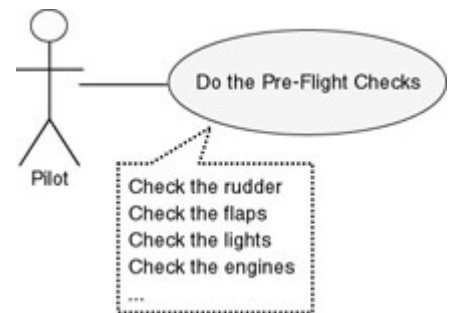 Do the Pre-Flight Checks
Pilot
Check the rudder
Check the flaps
Check the lights
Check the engines
...